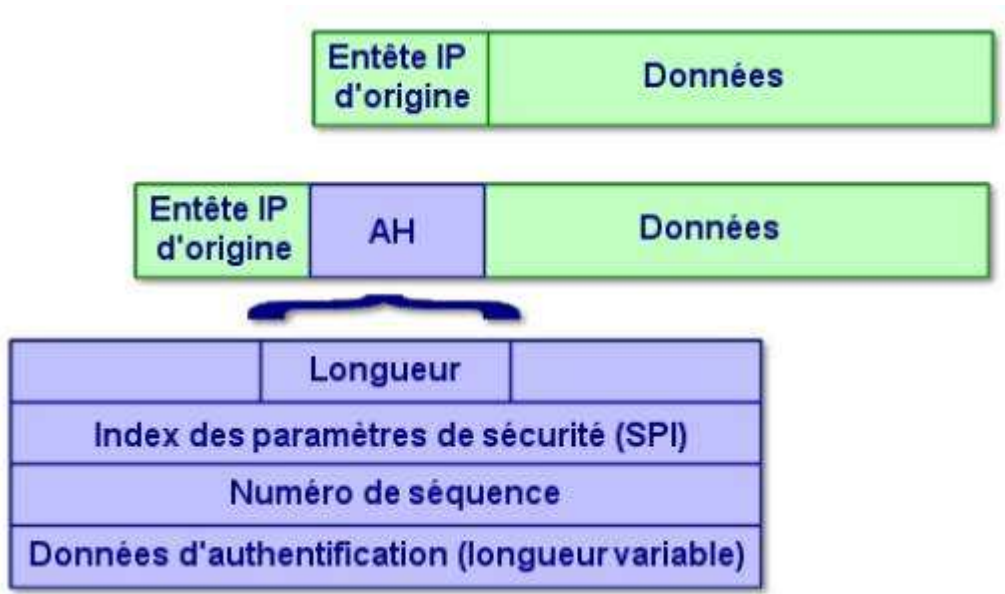 Entête IP
d'origine
Données
Entête IP
d'origine
AH
Données
Longueur
Index des paramètres de sécurité (SPI)
Numéro de séquence
Données d'authentification (longueur variable)